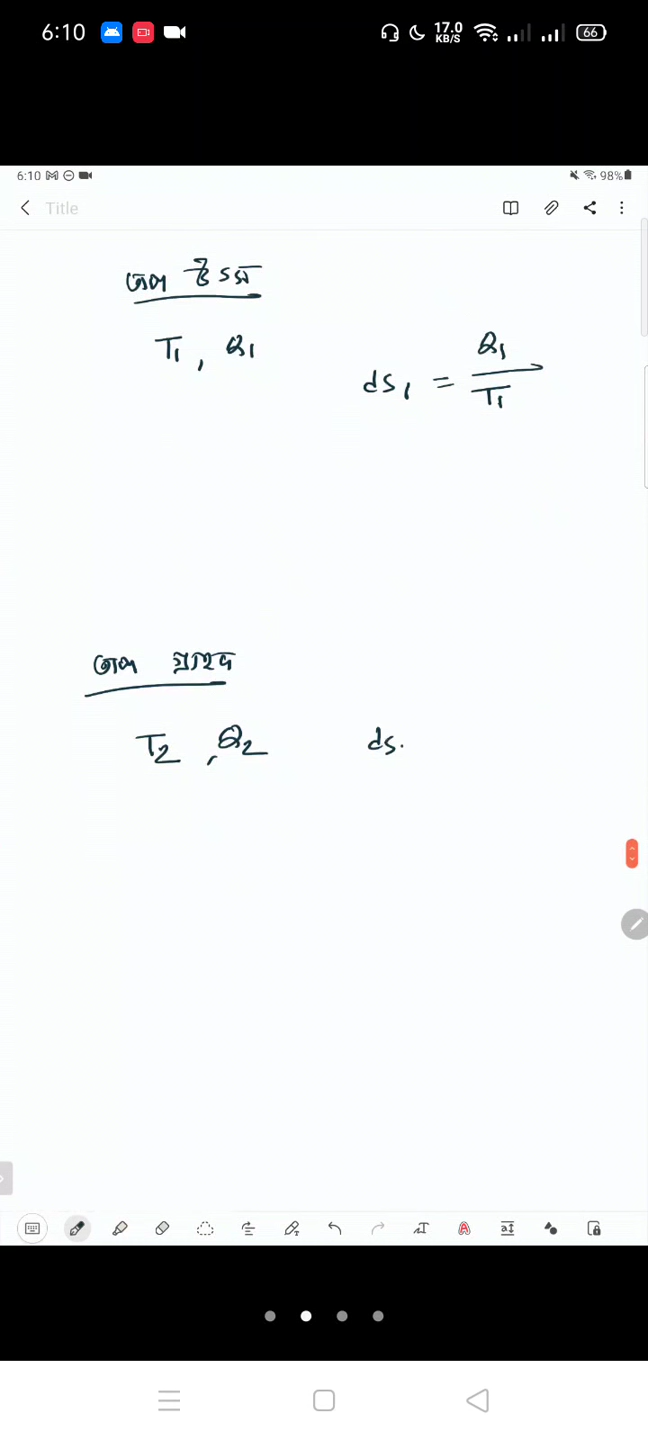 6:10 17.0 KB/S 66
6:10 98%
Title
তাপ উৎস
T₁, Q₁
ds₁ = Q₁/T₁
তাপ গ্রাহক
T₂, Q₂ ds.